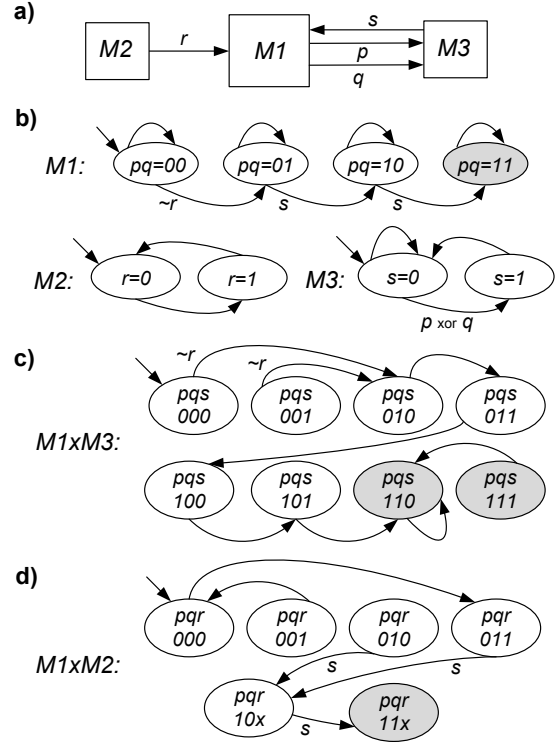 a)
s
r
M2
M1
M3
p
q
b)
M1:
pq=00
pq=01
pq=10
pq=11
~r
s
s
M2:
r=0
r=1
M3:
s=0
s=1
p xor q
c)
~r
~r
pqs
000
pqs
001
pqs
010
pqs
011
M1xM3:
pqs
100
pqs
101
pqs
110
pqs
111
d)
pqr
000
pqr
001
pqr
010
pqr
011
M1xM2:
s
s
pqr
10x
pqr
11x
s